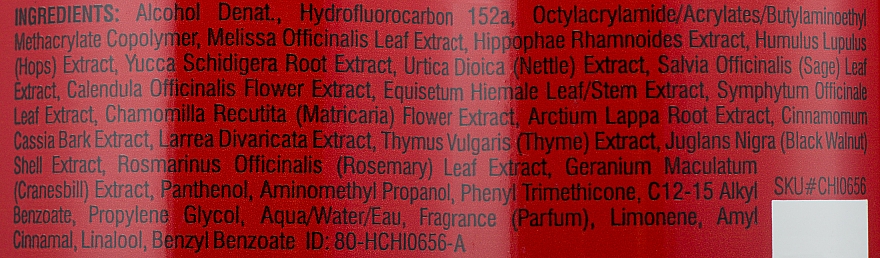 INGREDIENTS: Alcohol Denat., Hydrofluorocarbon 152a, Octylacrylamide/Acrylates/Butylaminoethyl
Methacrylate Copolymer, Melissa Officinalis Leaf Extract, Hippophae Rhamnoides Extract, Humulus Lupulus
(Hops) Extract, Yucca Schidigera Root Extract, Urtica Dioica (Nettle) Extract, Salvia Officinalis (Sage) Leaf
Extract, Calendula Officinalis Flower Extract, Equisetum Hiemale Leaf/Stem Extract, Symphytum Officinale
Leaf Extract, Chamomilla Recutita (Matricaria) Flower Extract, Arctium Lappa Root Extract, Cinnamomum
Cassia Bark Extract, Larrea Divaricata Extract, Thymus Vulgaris (Thyme) Extract, Juglans Nigra (Black Walnut)
Shell Extract, Rosmarinus Officinalis (Rosemary) Leaf Extract, Geranium Maculatum
(Cranesbill) Extract, Panthenol, Aminomethyl Propanol, Phenyl Trimethicone, C12-15 Alkyl
Benzoate, Propylene Glycol, Aqua/Water/Eau, Fragrance (Parfum), Limonene, Amyl
Cinnamal, Linalool, Benzyl Benzoate ID: 80-HCHI0656-A
SKU#CHI0656